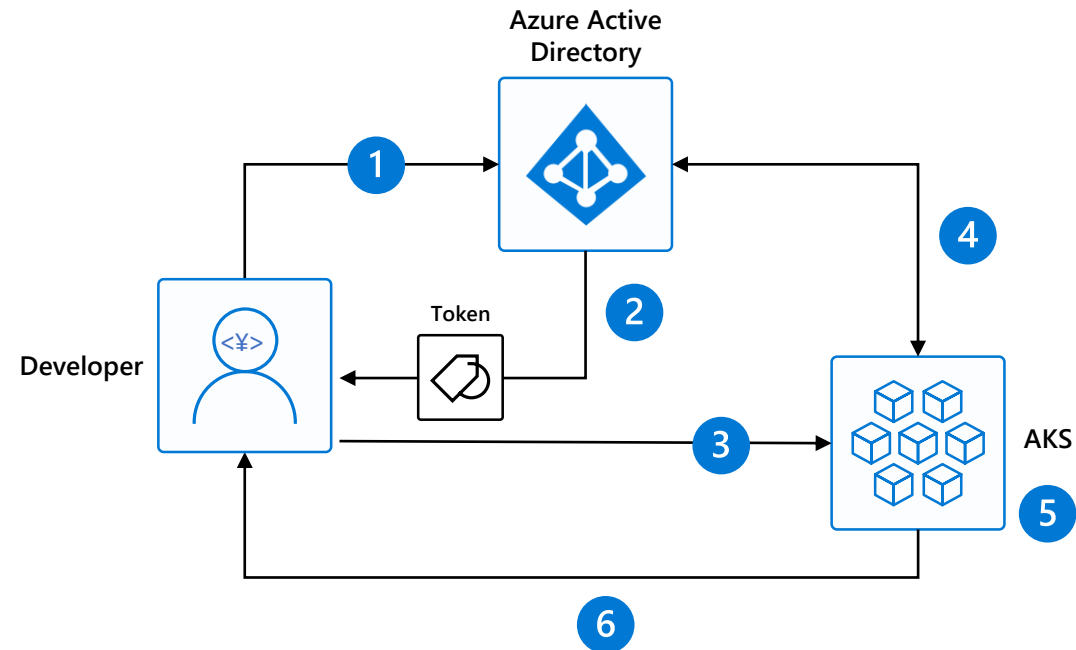 Azure Active
Directory
1
4
2
Token
<¥>
Developer
3
AKS
5
6